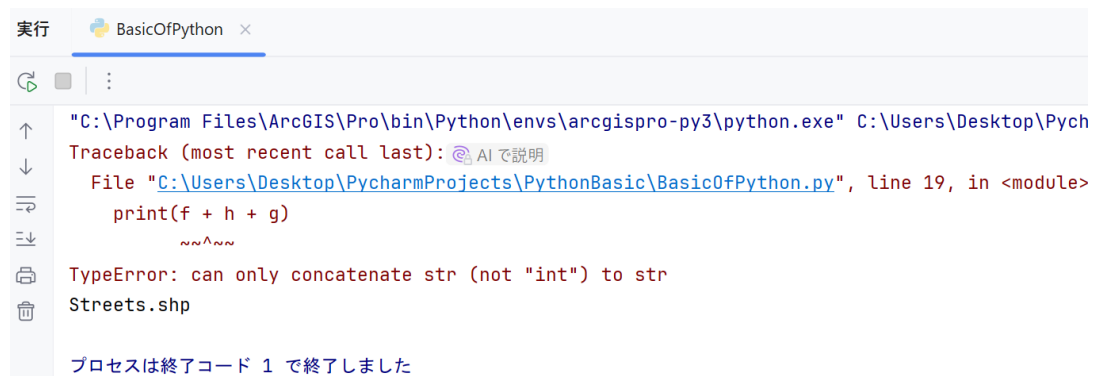 実行 BasicOfPython
"C:\Program Files\ArcGIS\Pro\bin\Python\envs\arcgispro-py3\python.exe" C:\Users\Desktop\Pych
Traceback (most recent call last): AI で説明
File "C:\Users\Desktop\PycharmProjects\PythonBasic\BasicOfPython.py", line 19, in <module>
print(f + h + g)
~~^~~
TypeError: can only concatenate str (not "int") to str
Streets.shp
プロセスは終了コード 1 で終了しました